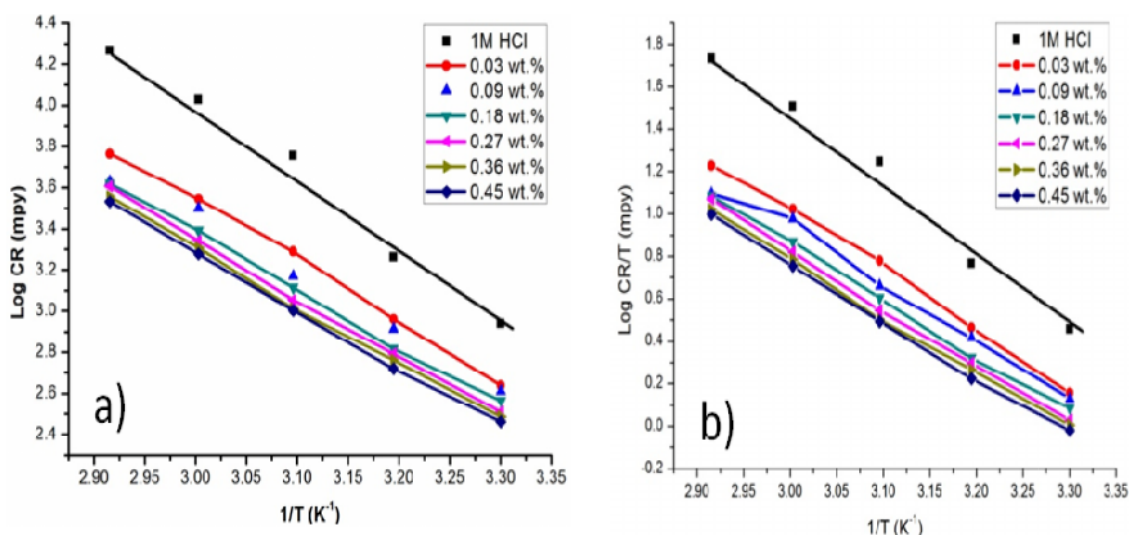 a)
4.4
4.2
4.0
3.8
3.6
3.4
3.2
3.0
2.8
2.6
2.4
Log CR (mpy)
1M HCl
0.03 wt.%
0.09 wt.%
0.18 wt.%
0.27 wt.%
0.36 wt.%
0.45 wt.%
a)
2.90 2.95 3.00 3.05 3.10 3.15 3.20 3.25 3.30 3.35
1/T (K⁻¹)
b)
1.8
1.6
1.4
1.2
1.0
0.8
0.6
0.4
0.2
0.0
-0.2
Log CR/T (mpy)
1M HCl
0.03 wt.%
0.09 wt.%
0.18 wt.%
0.27 wt.%
0.36 wt.%
0.45 wt.%
b)
2.90 2.95 3.00 3.05 3.10 3.15 3.20 3.25 3.30 3.35
1/T (K⁻¹)